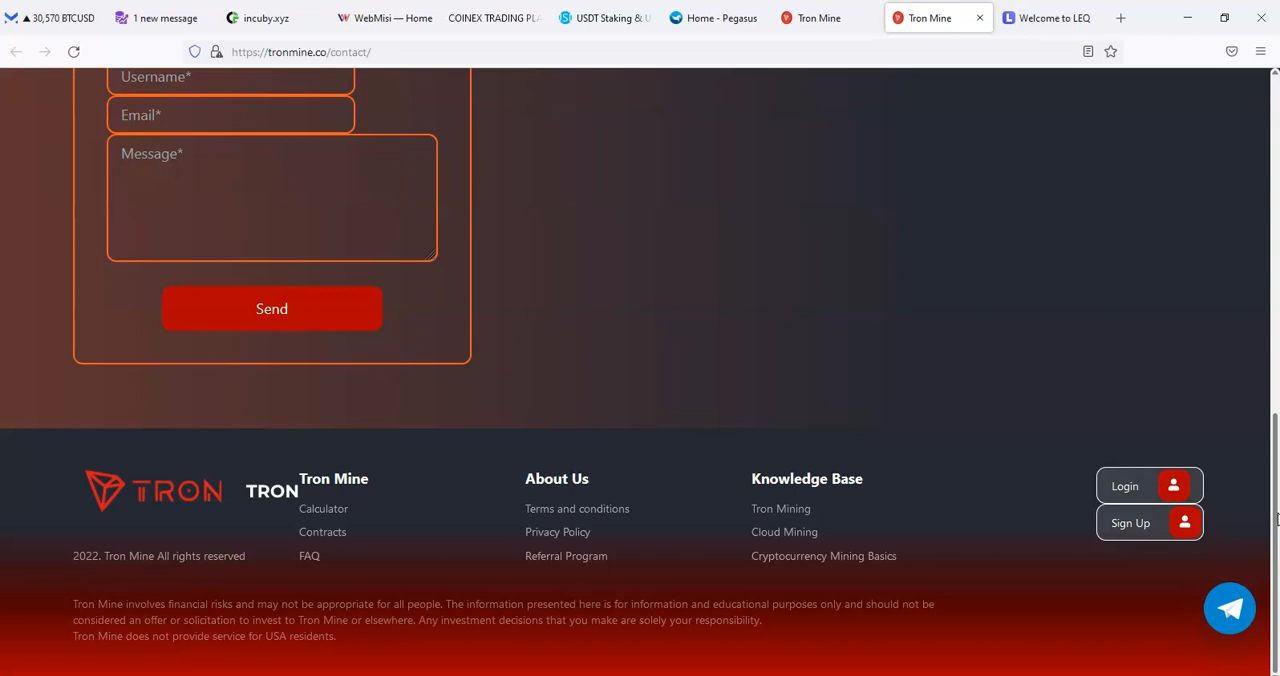 ▲ 30,570 BTCUSD
1 new message
incuby.xyz
WebMisi — Home
COINEX TRADING PLA
USDT Staking & U
Home - Pegasus
Tron Mine
Tron Mine
Welcome to LEQ
https://tronmine.co/contact/
Username*
Email*
Message*
Send
TRON
TRON
2022. Tron Mine All rights reserved
Tron Mine
Calculator
Contracts
FAQ
About Us
Terms and conditions
Privacy Policy
Referral Program
Knowledge Base
Tron Mining
Cloud Mining
Cryptocurrency Mining Basics
Login
Sign Up
Tron Mine involves financial risks and may not be appropriate for all people. The information presented here is for information and educational purposes only and should not be
considered an offer or solicitation to invest to Tron Mine or elsewhere. Any investment decisions that you make are solely your responsibility.
Tron Mine does not provide service for USA residents.